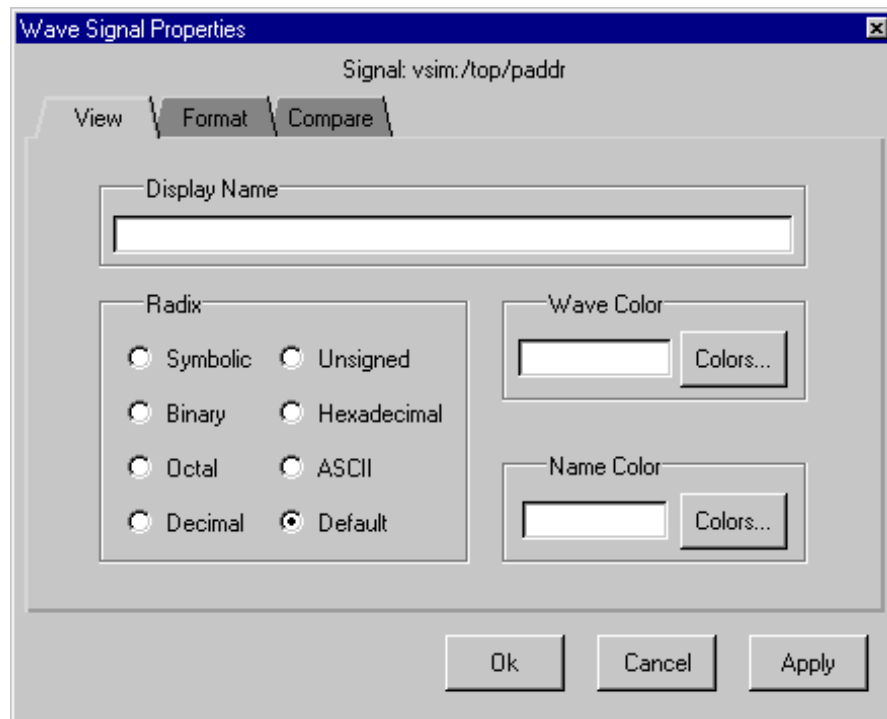 Wave Signal Properties
Signal: vsim:/top/paddr
View Format Compare
Display Name
Radix
Symbolic Unsigned
Binary Hexadecimal
Octal ASCII
Decimal Default
Wave Color
Colors...
Name Color
Colors...
Ok Cancel Apply